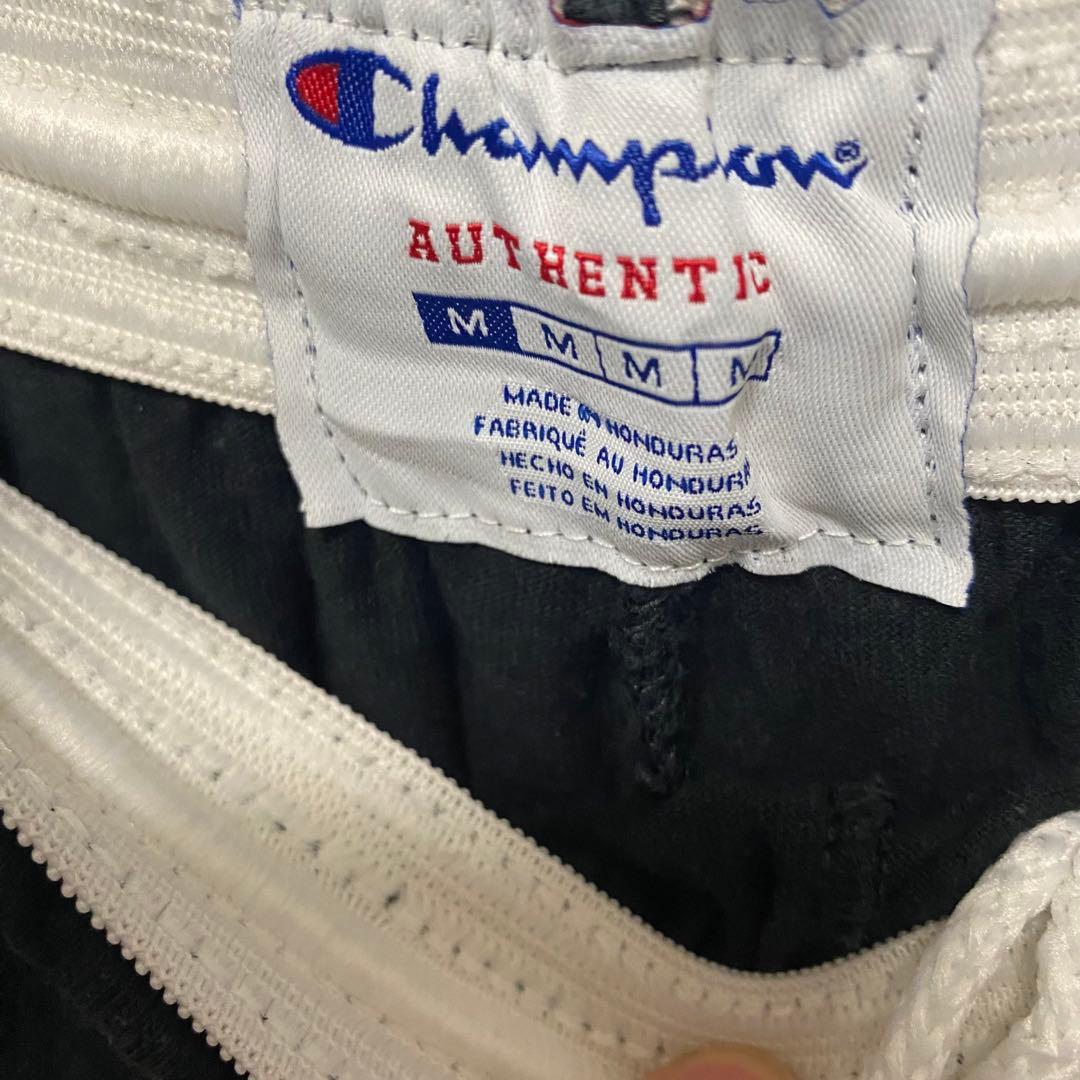 Champion®
AUTHENTIC
M M M M
MADE IN HONDURAS
FABRIQUÉ AU HONDURAS
HECHO EN HONDURAS
FEITO EM HONDURAS